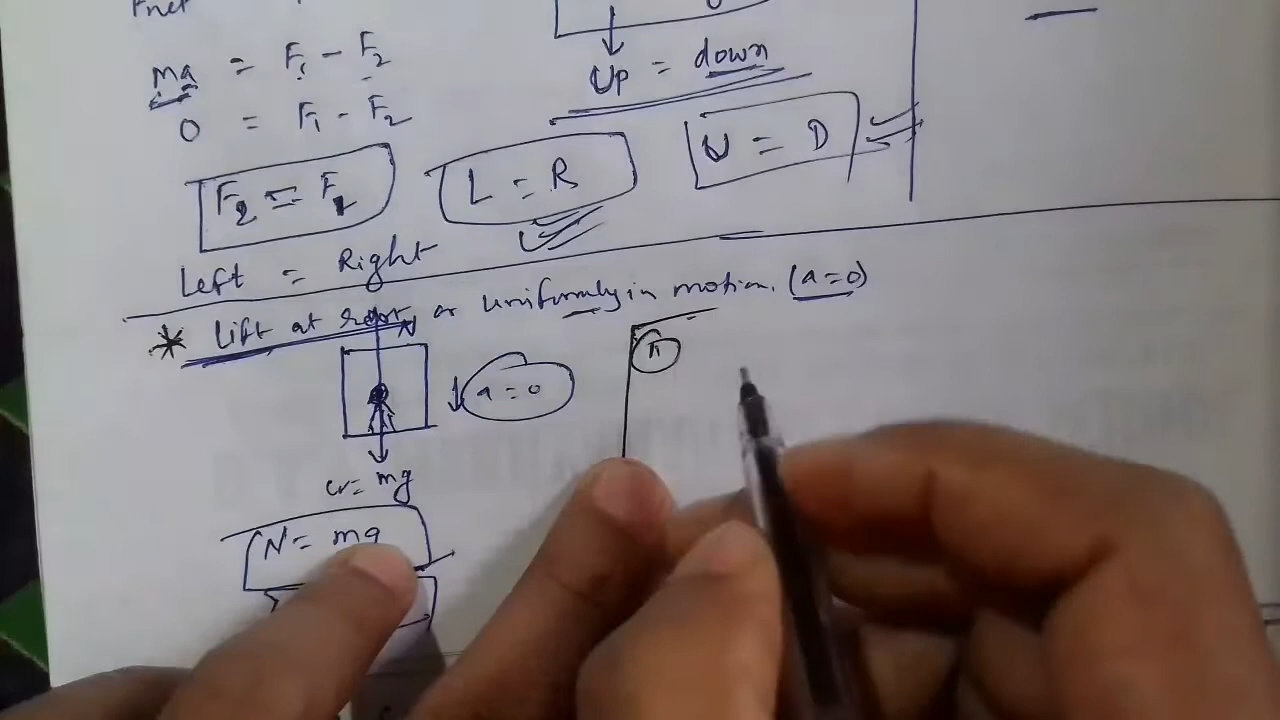 Fnet
ma = F1 - F2
0 = F1 - F2
F2 = F1
L = R
Left = Right
Up = down
U = D
* Lift at rest or Uniformly in motion. (a=0)
N
a = 0
w = mg
N = mg